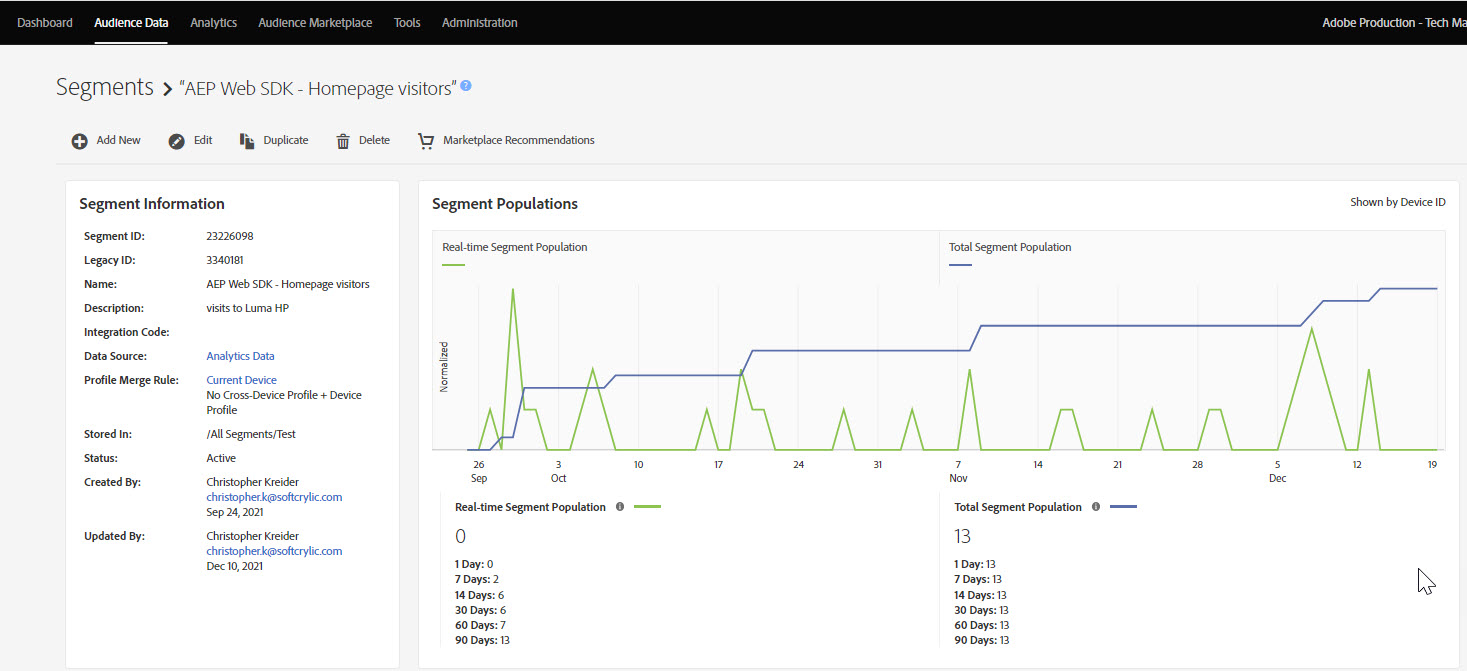 Dashboard Audience Data Analytics Audience Marketplace Tools Administration Adobe Production - Tech Ma
Segments > "AEP Web SDK - Homepage visitors" ?
Add New Edit Duplicate Delete Marketplace Recommendations
Segment Information
Segment ID: 23226098
Legacy ID: 3340181
Name: AEP Web SDK - Homepage visitors
Description: visits to Luma HP
Integration Code:
Data Source: Analytics Data
Profile Merge Rule: Current Device
No Cross-Device Profile + Device
Profile
Stored In: /All Segments/Test
Status: Active
Created By: Christopher Kreider
christopher.k@softcrylic.com
Sep 24, 2021
Updated By: Christopher Kreider
christopher.k@softcrylic.com
Dec 10, 2021
Segment Populations Shown by Device ID
Real-time Segment Population Total Segment Population
Normalized
26 3 10 17 24 31 7 14 21 28 5 12 19
Sep Oct Nov Dec
Real-time Segment Population
0
1 Day: 0
7 Days: 2
14 Days: 6
30 Days: 6
60 Days: 7
90 Days: 13
Total Segment Population
13
1 Day: 13
7 Days: 13
14 Days: 13
30 Days: 13
60 Days: 13
90 Days: 13